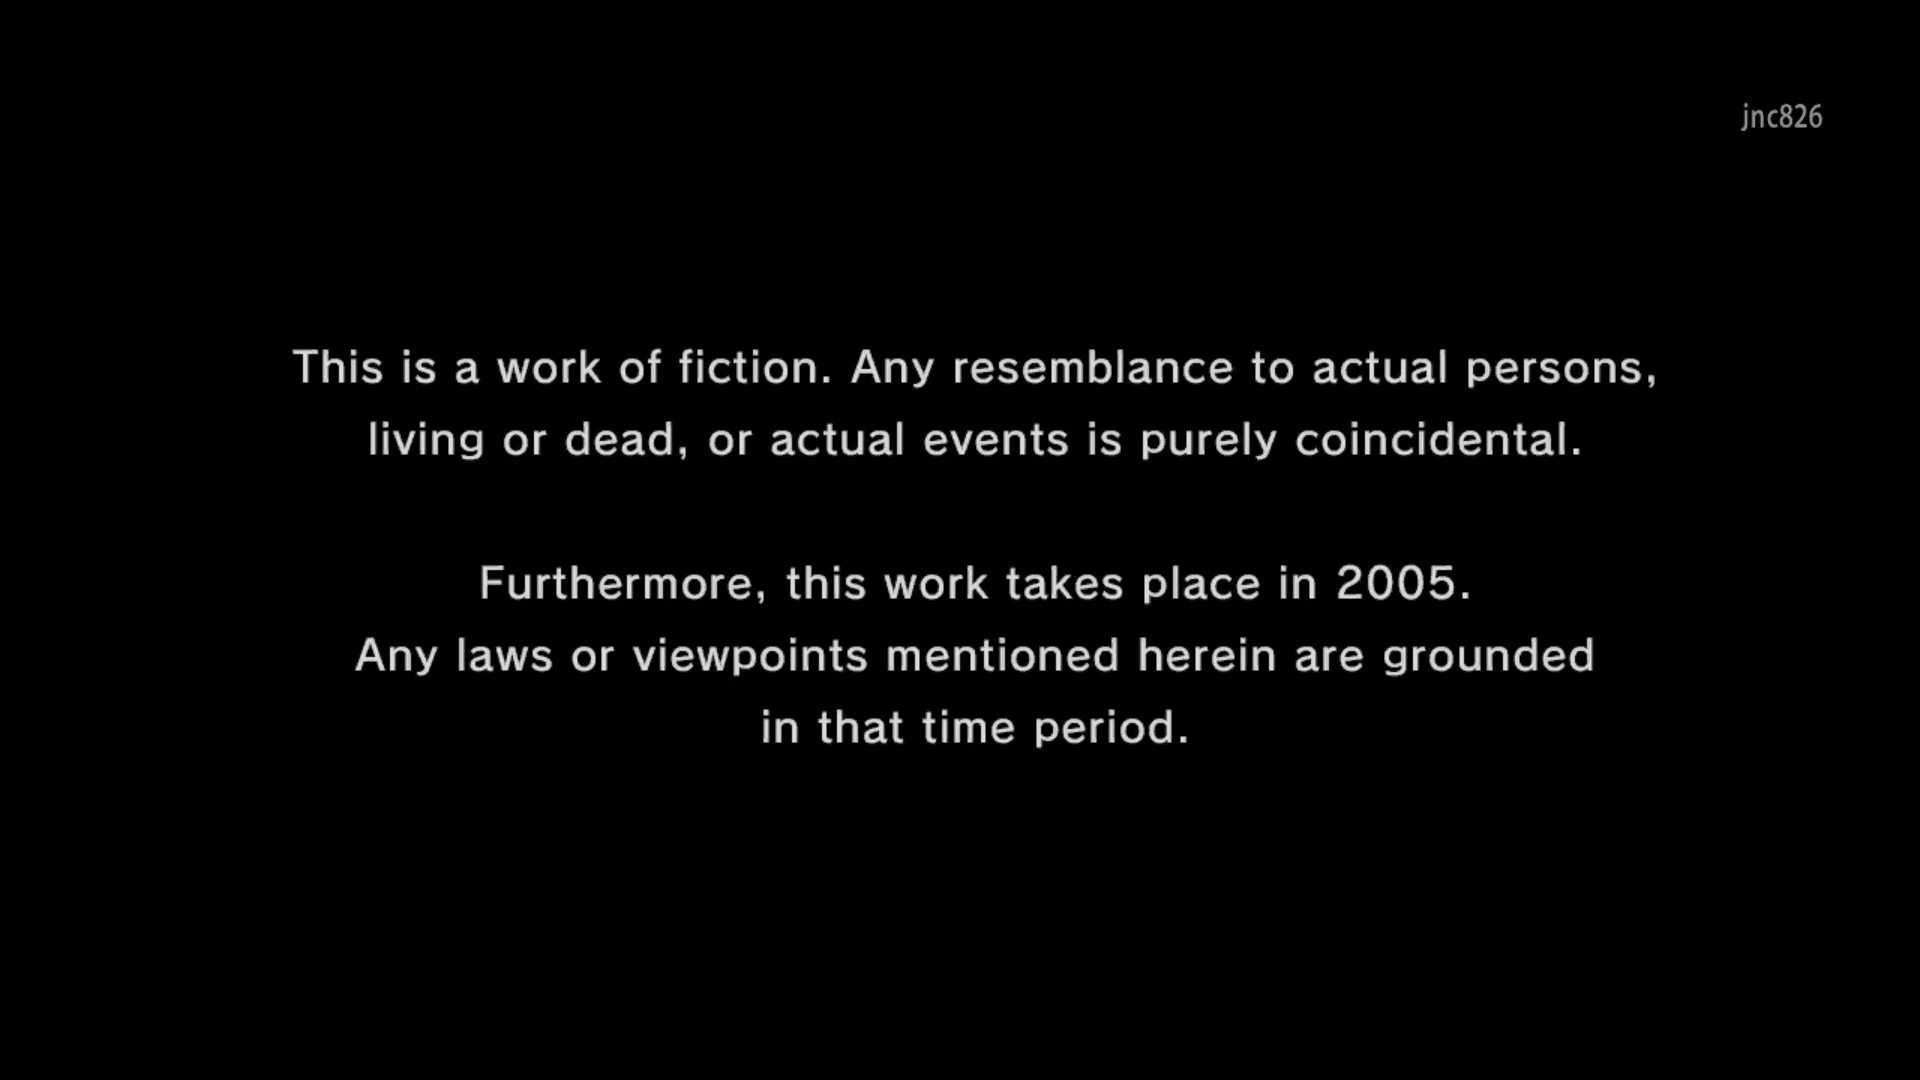 jnc826
This is a work of fiction. Any resemblance to actual persons,
living or dead, or actual events is purely coincidental.
Furthermore, this work takes place in 2005.
Any laws or viewpoints mentioned herein are grounded
in that time period.